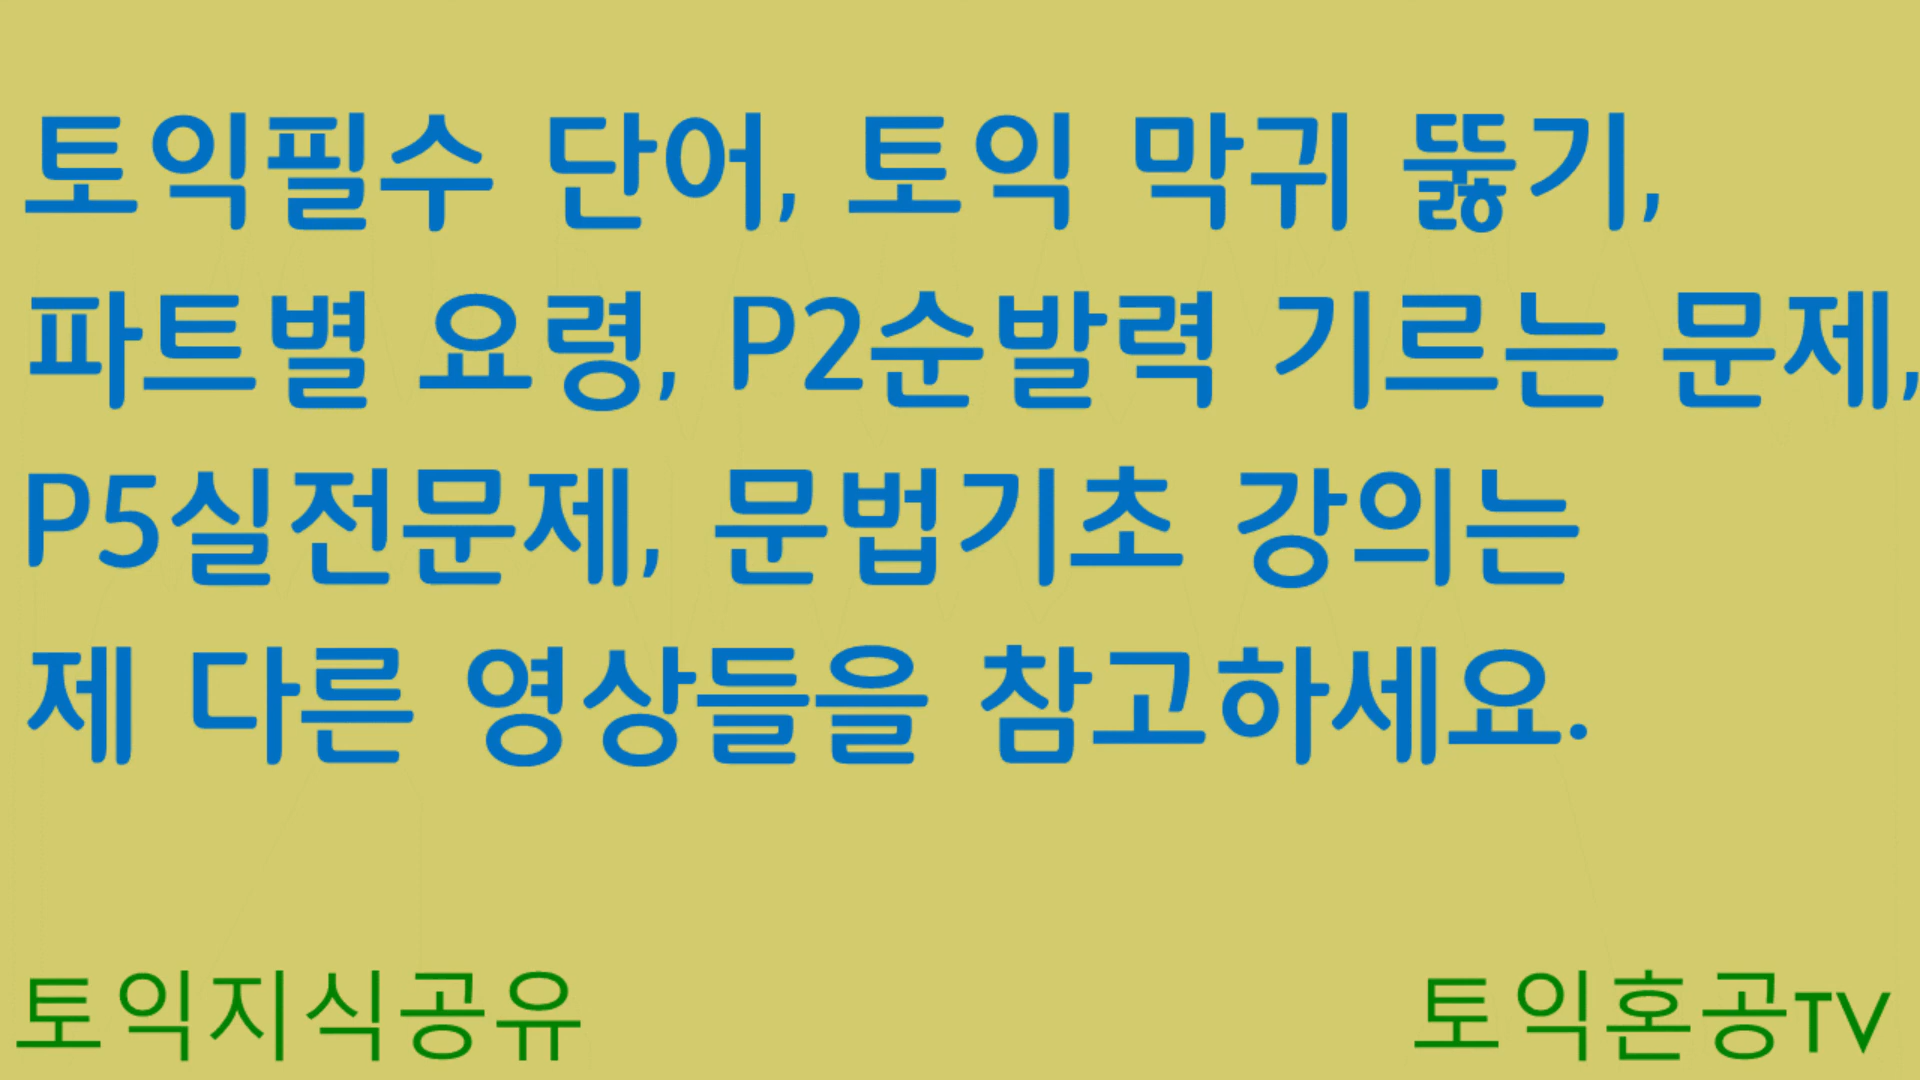 토익필수 단어, 토익 막귀 뚫기,
파트별 요령, P2순발력 기르는 문제,
P5실전문제, 문법기초 강의는
제 다른 영상들을 참고하세요.
토익지식공유
토익혼공TV